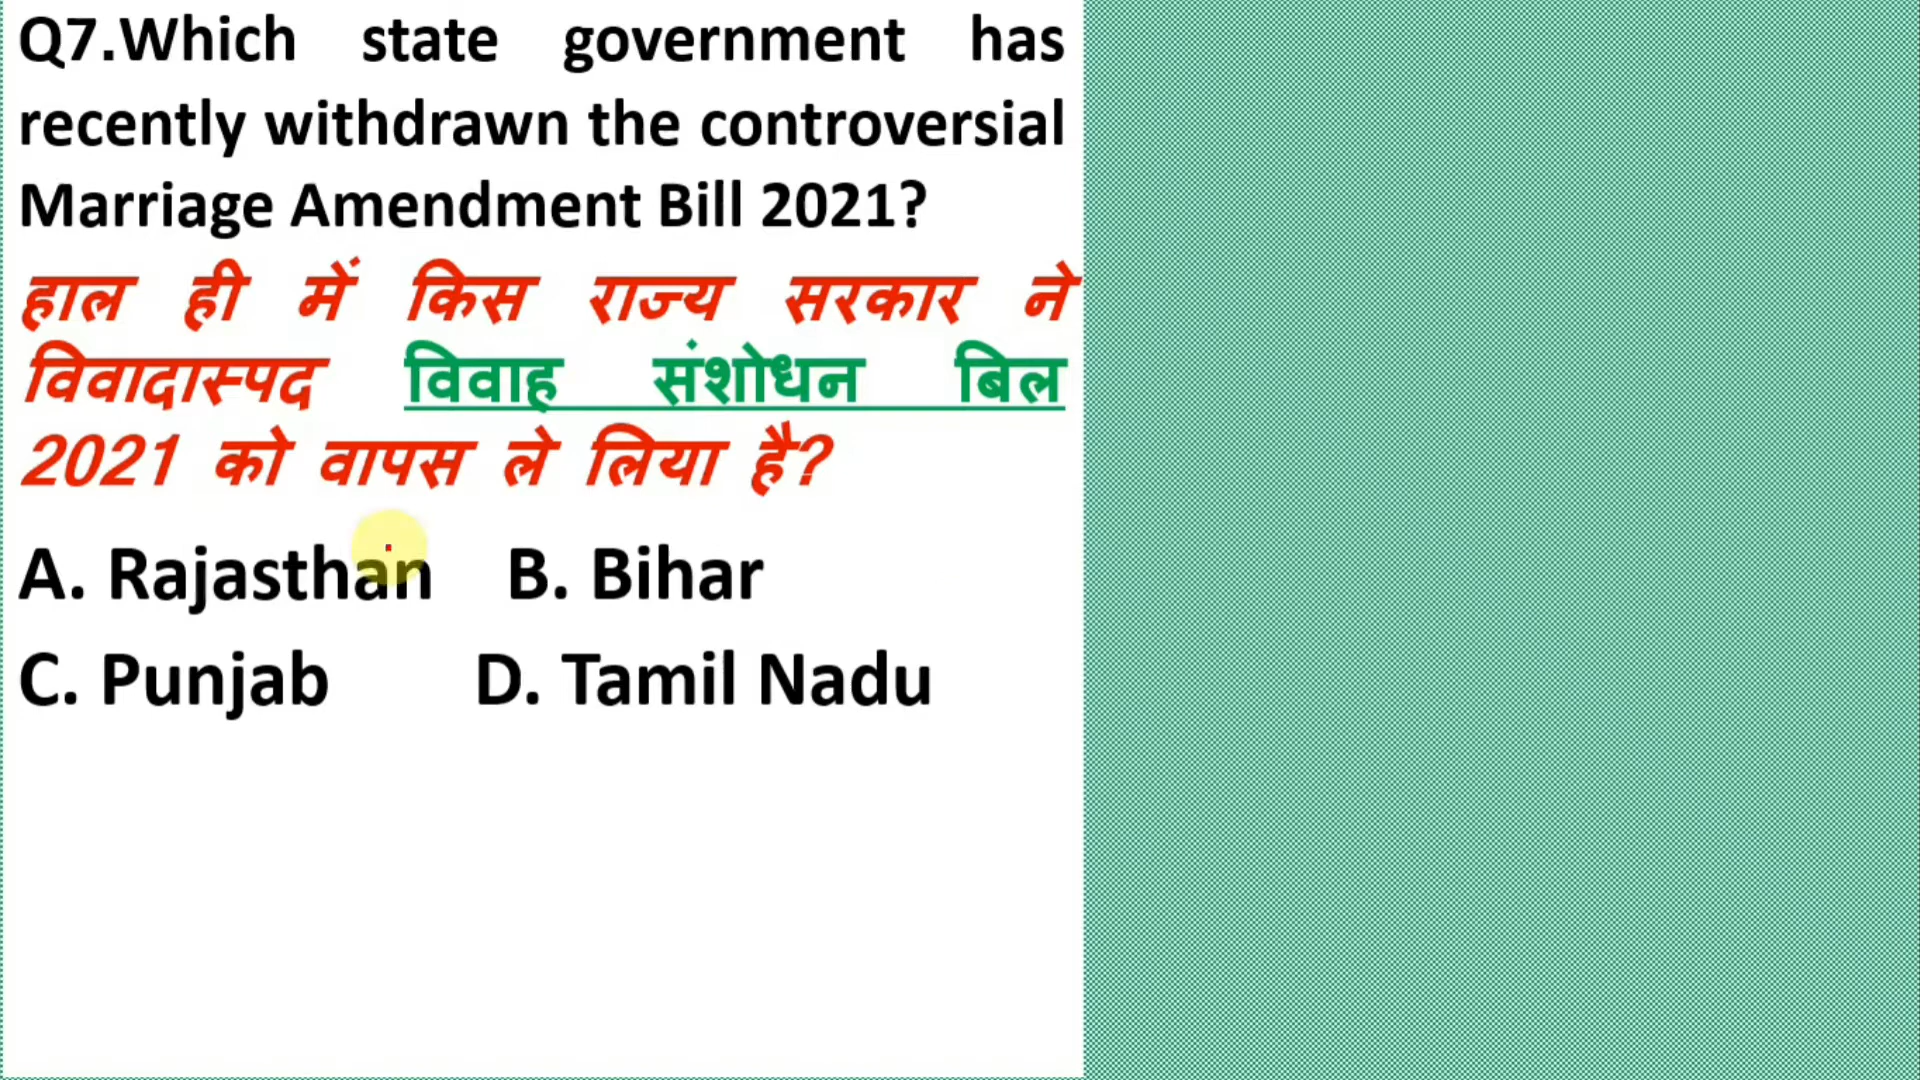 Q7.Which state government has
recently withdrawn the controversial
Marriage Amendment Bill 2021?
हाल ही में किस राज्य सरकार ने
विवादास्पद विवाह संशोधन बिल
2021 को वापस ले लिया है?
A. Rajasthan B. Bihar
C. Punjab D. Tamil Nadu